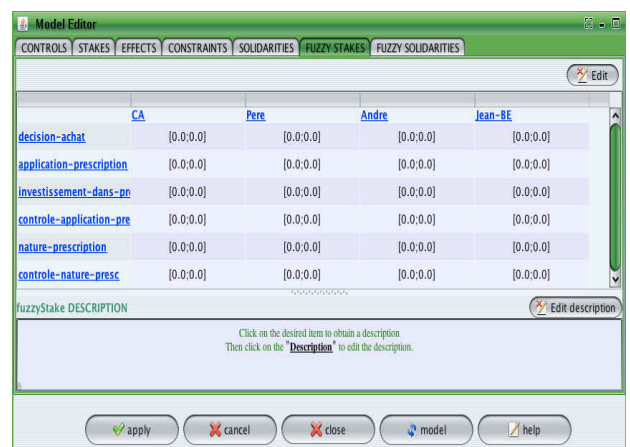 Model Editor
CONTROLS STAKES EFFECTS CONSTRAINTS SOLIDARITIES FUZZY STAKES FUZZY SOLIDARITIES
Edit
CA Pere Andre Jean-BE
decision-achat [0.0;0.0] [0.0;0.0] [0.0;0.0] [0.0;0.0]
application-prescription [0.0;0.0] [0.0;0.0] [0.0;0.0] [0.0;0.0]
investissement-dans-pr [0.0;0.0] [0.0;0.0] [0.0;0.0] [0.0;0.0]
controle-application-pre [0.0;0.0] [0.0;0.0] [0.0;0.0] [0.0;0.0]
nature-prescription [0.0;0.0] [0.0;0.0] [0.0;0.0] [0.0;0.0]
controle-nature-presc [0.0;0.0] [0.0;0.0] [0.0;0.0] [0.0;0.0]
fuzzyStake DESCRIPTION Edit description
Click on the desired item to obtain a description
Then click on the "Description" to edit the description.
apply cancel close model help